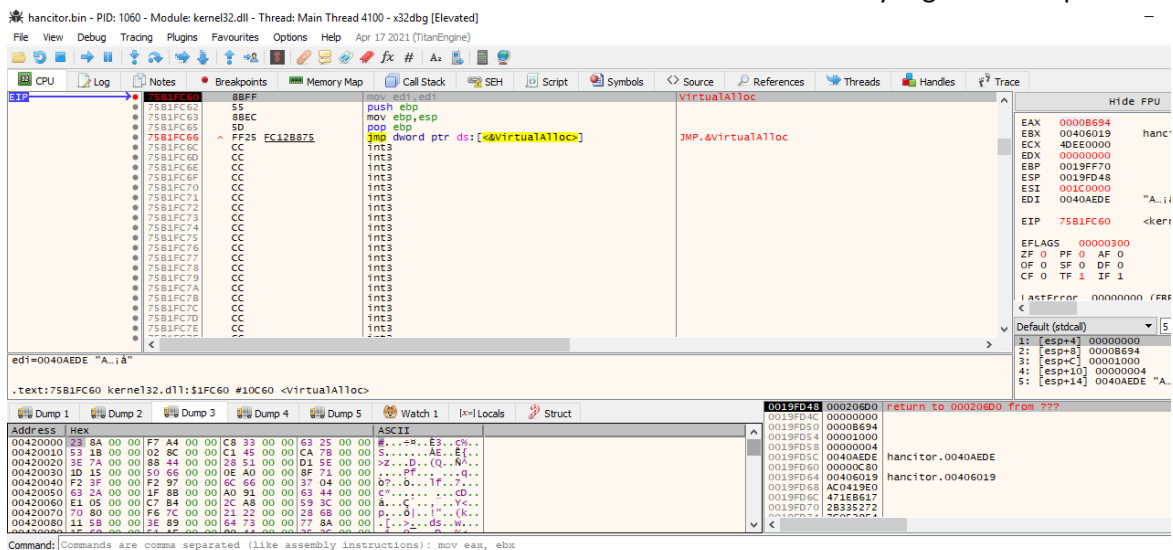 hancitor.bin - PID: 1060 - Module: kernel32.dll - Thread: Main Thread 4100 - x32dbg [Elevated]
File View Debug Tracing Plugins Favourites Options Help Apr 17 2021 (TitanEngine)
CPU Log Notes Breakpoints Memory Map Call Stack SEH Script Symbols Source References Threads Handles Trace
EIP 75B1FC60 8BFF mov edi,edi VirtualAlloc
75B1FC62 55 push ebp
75B1FC63 8BEC mov ebp,esp
75B1FC65 5D pop ebp
75B1FC66 FF25 FC12B875 jmp dword ptr ds:[<&VirtualAlloc>] JMP.&VirtualAlloc
75B1FC6C CC int3
75B1FC6D CC int3
75B1FC6E CC int3
75B1FC6F CC int3
75B1FC70 CC int3
75B1FC71 CC int3
75B1FC72 CC int3
75B1FC73 CC int3
75B1FC74 CC int3
75B1FC75 CC int3
75B1FC76 CC int3
75B1FC77 CC int3
75B1FC78 CC int3
75B1FC79 CC int3
75B1FC7A CC int3
75B1FC7B CC int3
75B1FC7C CC int3
75B1FC7D CC int3
75B1FC7E CC int3
Hide FPU
EAX 0000B694
EBX 00406019 hanci
ECX 4DEE0000
EDX 00000000
EBP 0019FF70
ESP 0019FD48
ESI 001C0000
EDI 0040AEDE "A…¡å
EIP 75B1FC60 <kern
EFLAGS 00000300
ZF 0 PF 0 AF 0
OF 0 SF 0 DF 0
CF 0 TF 1 IF 1
LastError 00000000 (ERR
Default (stdcall) 5
1: [esp+4] 00000000
2: [esp+8] 0000B694
3: [esp+C] 00001000
4: [esp+10] 00000004
5: [esp+14] 0040AEDE "A…
edi=0040AEDE "A…¡å"
.text:75B1FC60 kernel32.dll:$1FC60 #10C60 <VirtualAlloc>
Dump 1 Dump 2 Dump 3 Dump 4 Dump 5 Watch 1 [x=] Locals Struct
Address Hex ASCII
00420000 23 8A 00 00 F7 A4 00 00 C8 33 00 00 63 25 00 00 #...÷¤..È3..c%..
00420010 53 1B 00 00 02 8C 00 00 C1 45 00 00 CA 7B 00 00 S.......ÁE..Ê{..
00420020 3E 7A 00 00 88 44 00 00 28 51 00 00 D1 5E 00 00 >z...D..(Q..Ñ^..
00420030 1D 15 00 00 50 66 00 00 0E A0 00 00 8F 71 00 00 ....Pf... ...q..
00420040 F2 3F 00 00 F2 97 00 00 6C 66 00 00 37 04 00 00 ò?..ò...lf..7...
00420050 63 2A 00 00 1F 8B 00 00 A0 91 00 00 63 44 00 00 c*...... ...cD..
00420060 E1 05 00 00 C7 B4 00 00 2C A8 00 00 59 3C 00 00 á...Ç´..,¨..Y<..
00420070 70 80 00 00 F6 7C 00 00 21 22 00 00 28 6B 00 00 p...ö|..!"..(k..
00420080 11 5B 00 00 3E 89 00 00 64 73 00 00 77 8A 00 00 .[..>...ds..w...
0019FD48 000206D0 return to 000206D0 from ???
0019FD4C 00000000
0019FD50 0000B694
0019FD54 00001000
0019FD58 00000004
0019FD5C 0040AEDE hancitor.0040AEDE
0019FD60 00000C80
0019FD64 00406019 hancitor.00406019
0019FD68 AC0419E0
0019FD6C 471EB617
0019FD70 2B335272
Command: Commands are comma separated (like assembly instructions): mov eax, ebx